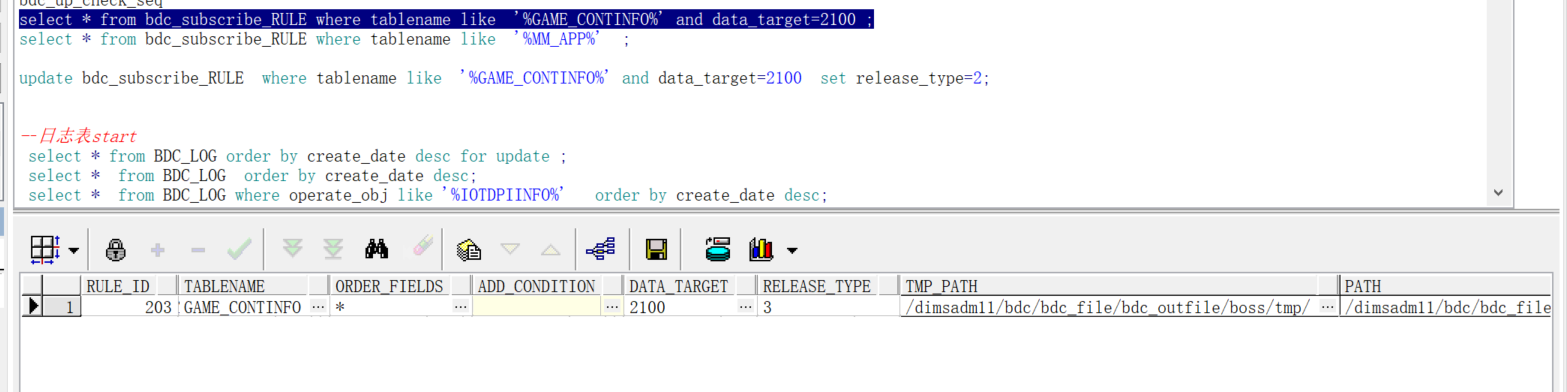 bdc_up_check_seq
select * from bdc_subscribe_RULE where tablename like '%GAME_CONTINFO%' and data_target=2100 ;
select * from bdc_subscribe_RULE where tablename like '%MM_APP%' ;
update bdc_subscribe_RULE where tablename like '%GAME_CONTINFO%' and data_target=2100 set release_type=2;
--日志表start
select * from BDC_LOG order by create_date desc for update ;
select * from BDC_LOG order by create_date desc;
select * from BDC_LOG where operate_obj like '%IOTDPIINFO%' order by create_date desc;
RULE_ID TABLENAME ORDER_FIELDS ADD_CONDITION DATA_TARGET RELEASE_TYPE TMP_PATH PATH
1 203 GAME_CONTINFO ... * ... ... 2100 ... 3 /dimsadm11/bdc/bdc_file/bdc_outfile/boss/tmp/ ... /dimsadm11/bdc/bdc_file